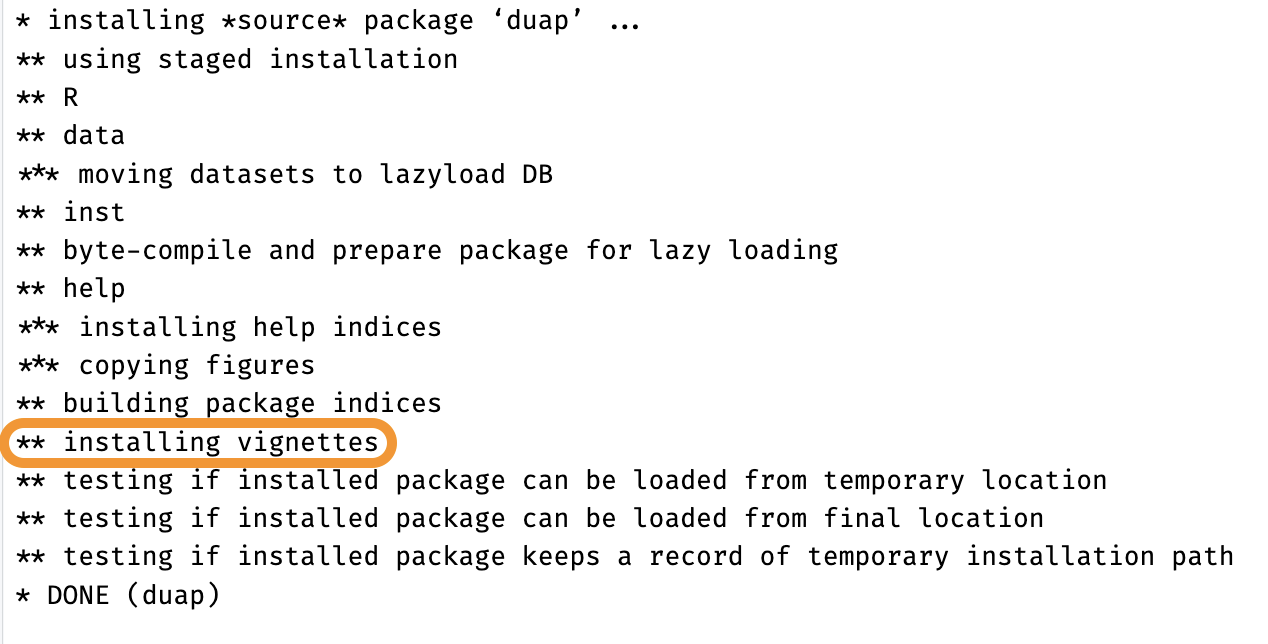 * installing *source* package ‘duap’ ...
** using staged installation
** R
** data
*** moving datasets to lazyload DB
** inst
** byte-compile and prepare package for lazy loading
** help
*** installing help indices
*** copying figures
** building package indices
** installing vignettes
** testing if installed package can be loaded from temporary location
** testing if installed package can be loaded from final location
** testing if installed package keeps a record of temporary installation path
* DONE (duap)